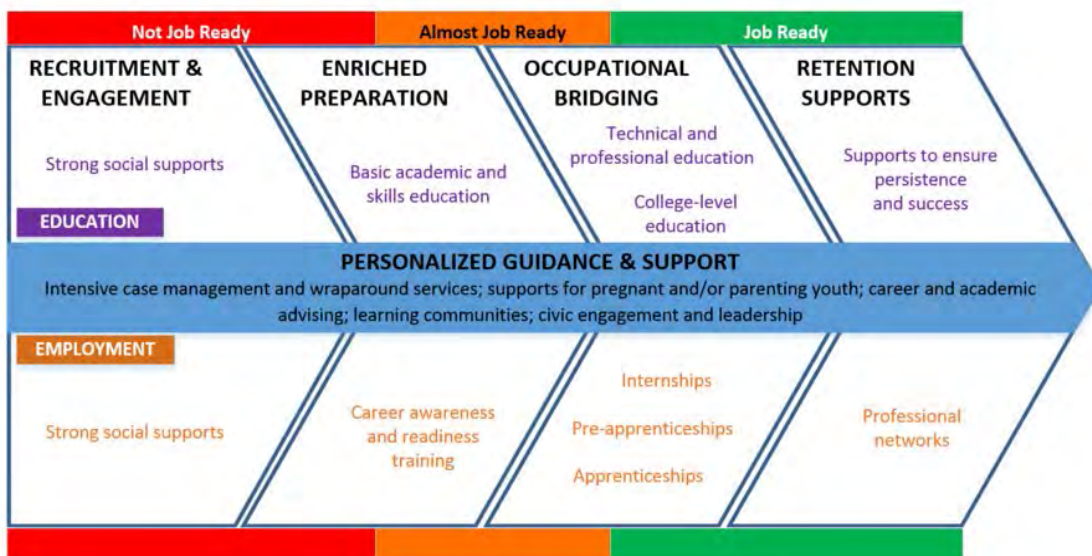 Not Job Ready
Almost Job Ready
Job Ready
RECRUITMENT &
ENGAGEMENT
ENRICHED
PREPARATION
OCCUPATIONAL
BRIDGING
RETENTION
SUPPORTS
Strong social supports
Basic academic and
skills education
Technical and
professional education
College-level
education
Supports to ensure
persistence
and success
EDUCATION
PERSONALIZED GUIDANCE & SUPPORT
Intensive case management and wraparound services; supports for pregnant and/or parenting youth; career and academic
advising; learning communities; civic engagement and leadership
EMPLOYMENT
Strong social supports
Career awareness
and readiness
training
Internships
Pre-apprenticeships
Apprenticeships
Professional
networks